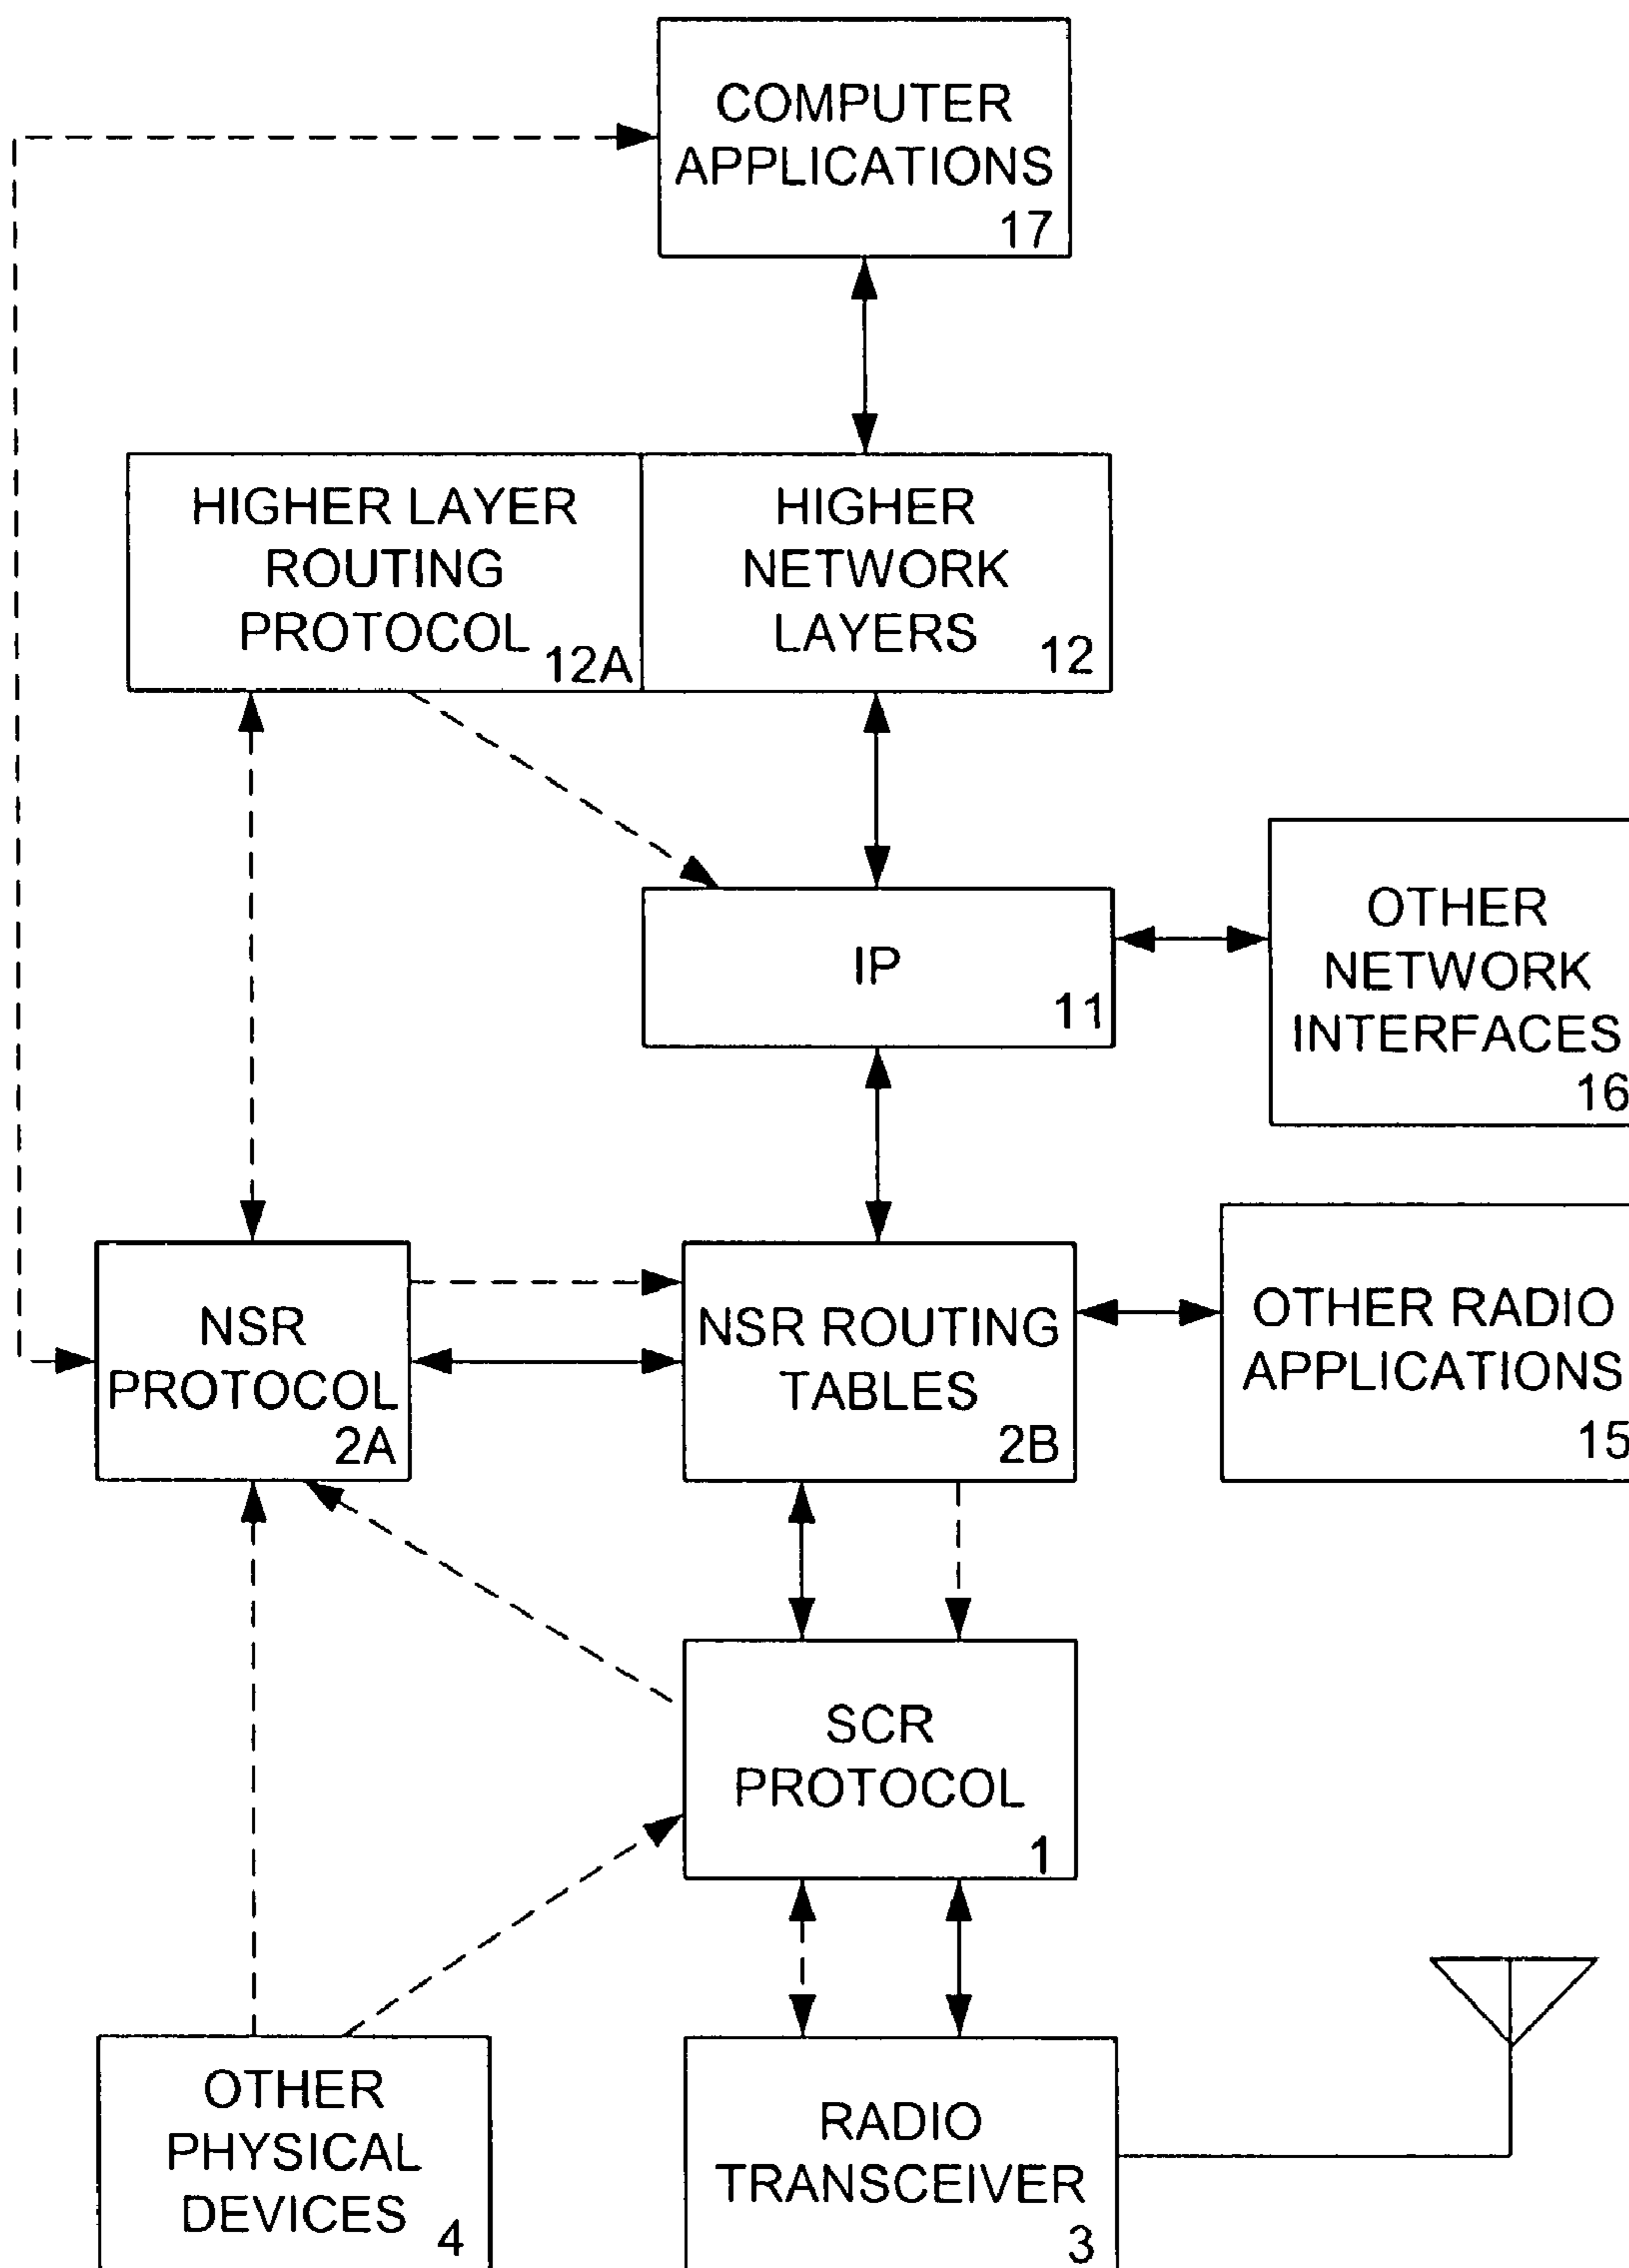 COMPUTER
APPLICATIONS
17
HIGHER LAYER
ROUTING
PROTOCOL
12A
HIGHER
NETWORK
LAYERS
12
IP
11
OTHER
NETWORK
INTERFACES
16
NSR
PROTOCOL
2A
NSR ROUTING
TABLES
2B
OTHER RADIO
APPLICATIONS
15
SCR
PROTOCOL
1
OTHER
PHYSICAL
DEVICES
4
RADIO
TRANSCEIVER
3